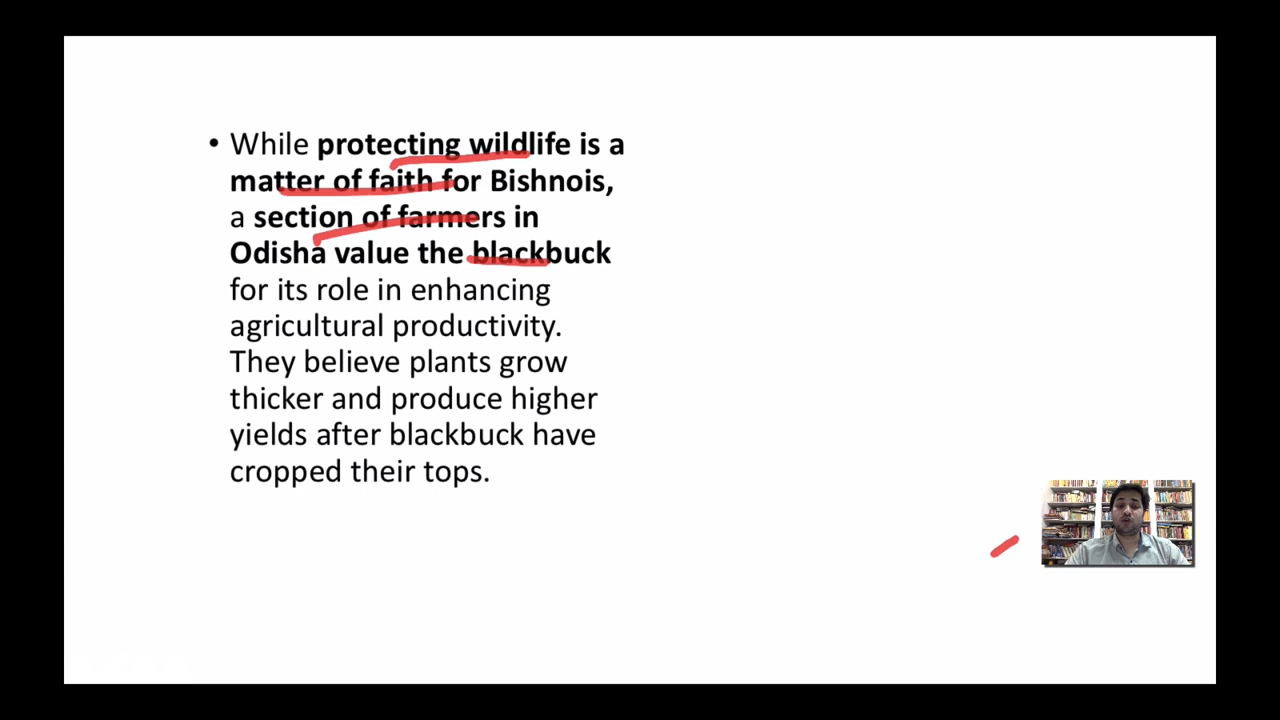 • While protecting wildlife is a
matter of faith for Bishnois,
a section of farmers in
Odisha value the blackbuck
for its role in enhancing
agricultural productivity.
They believe plants grow
thicker and produce higher
yields after blackbuck have
cropped their tops.